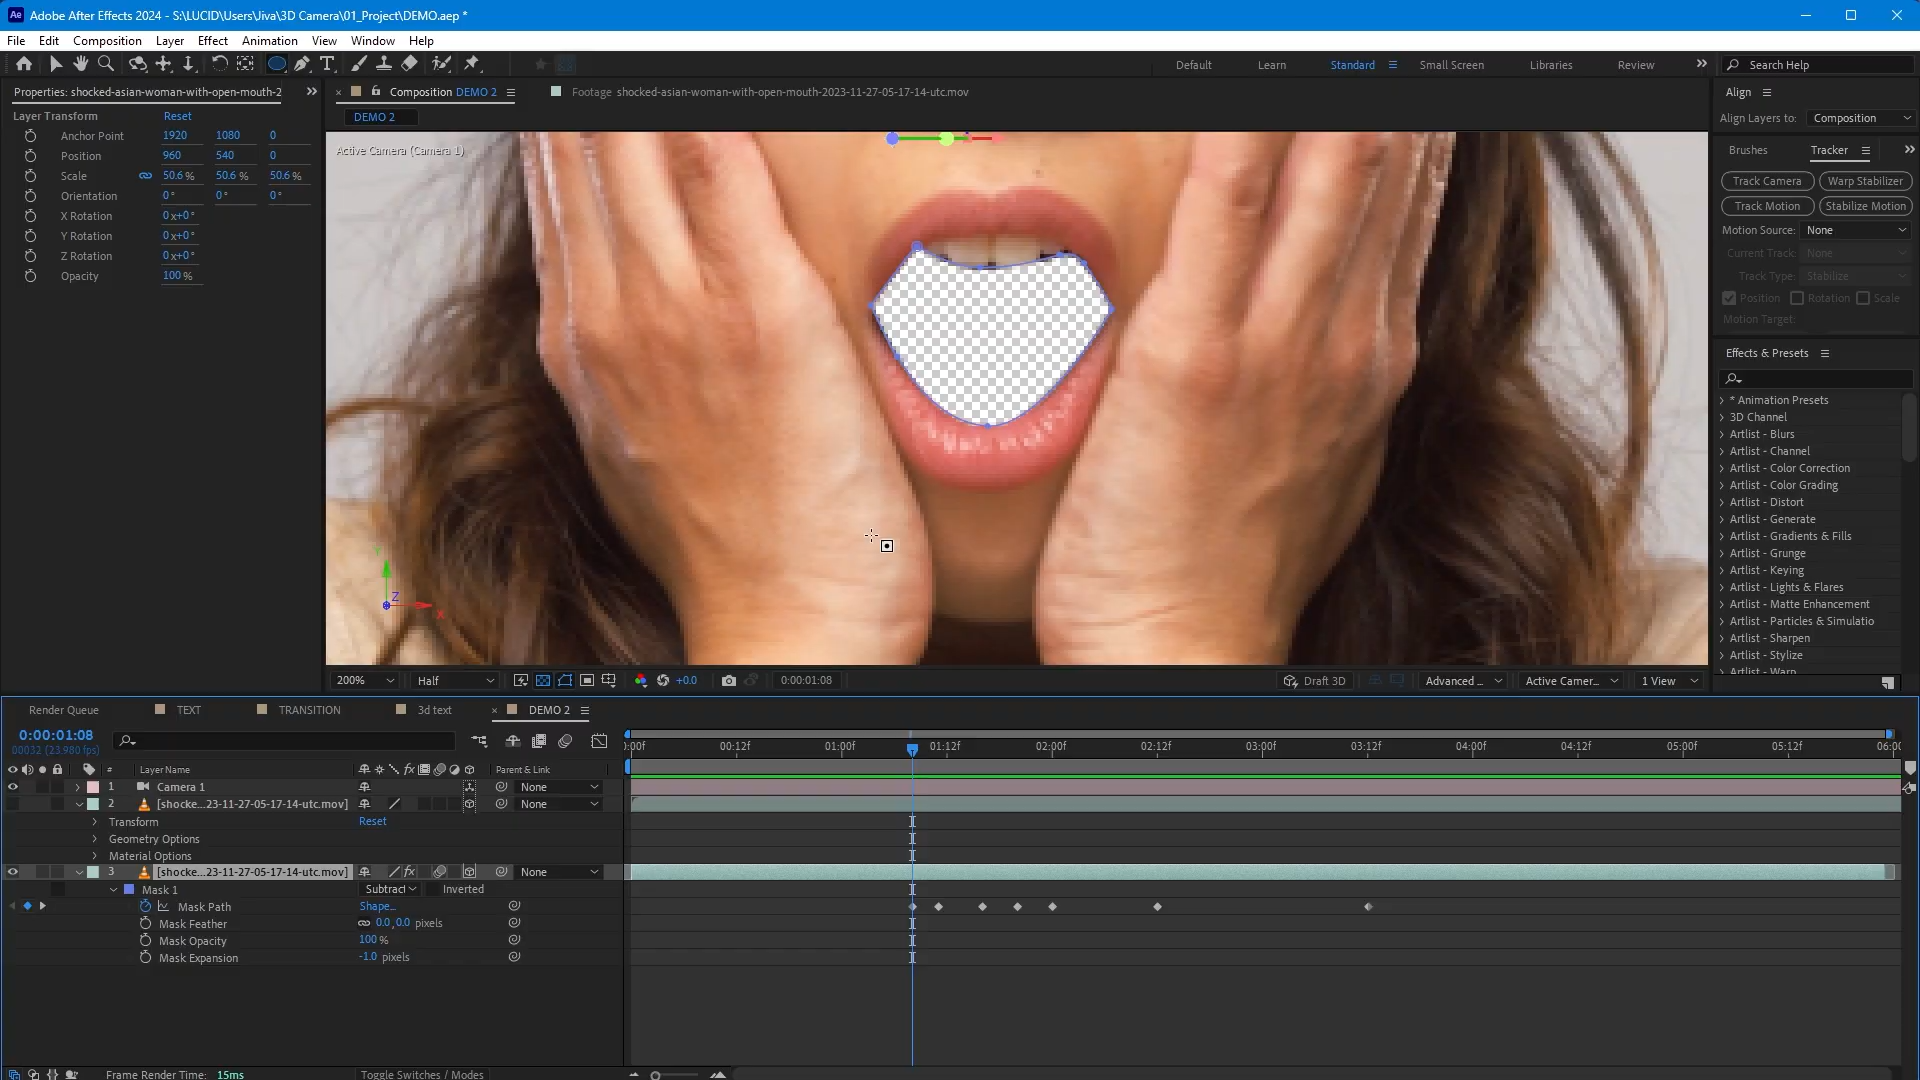 Adobe After Effects 2024 - S:\LUCID\Users\Jiva\3D Camera\01_Project\DEMO.aep *
File Edit Composition Layer Effect Animation View Window Help
Default Learn Standard Small Screen Libraries Review Search Help
Properties: shocked-asian-woman-with-open-mouth-2
Layer Transform Reset
Anchor Point 1920 1080 0
Position 960 540 0
Scale 50.6 % 50.6 % 50.6 %
Orientation 0° 0° 0°
X Rotation 0x+0°
Y Rotation 0x+0°
Z Rotation 0x+0°
Opacity 100 %
Composition DEMO 2
Footage shocked-asian-woman-with-open-mouth-2023-11-27-05-17-14-utc.mov
DEMO 2
Active Camera (Camera 1)
Y
Z
X
200% Half +0.0 0:00:01:08 Draft 3D Advanced ... Active Camer... 1 View
Align
Align Layers to: Composition
Brushes Tracker
Track Camera Warp Stabilizer
Track Motion Stabilize Motion
Motion Source: None
Current Track: None
Track Type: Stabilize
Position Rotation Scale
Motion Target:
Effects & Presets
* Animation Presets
3D Channel
Artlist - Blurs
Artlist - Channel
Artlist - Color Correction
Artlist - Color Grading
Artlist - Distort
Artlist - Generate
Artlist - Gradients & Fills
Artlist - Grunge
Artlist - Keying
Artlist - Lights & Flares
Artlist - Matte Enhancement
Artlist - Particles & Simulatio
Artlist - Sharpen
Artlist - Stylize
Artlist - Warp
Render Queue TEXT TRANSITION 3d text DEMO 2
0:00:01:08
00032 (23.980 fps)
:00f 00:12f 01:00f 01:12f 02:00f 02:12f 03:00f 03:12f 04:00f 04:12f 05:00f 05:12f 06:00
# Layer Name fx Parent & Link
1 Camera 1 None
2 [shocke...23-11-27-05-17-14-utc.mov] None
Transform Reset
Geometry Options
Material Options
3 [shocke...23-11-27-05-17-14-utc.mov] fx None
Mask 1 Subtract Inverted
Mask Path Shape...
Mask Feather 0.0,0.0 pixels
Mask Opacity 100 %
Mask Expansion -1.0 pixels
Frame Render Time: 15ms Toggle Switches / Modes